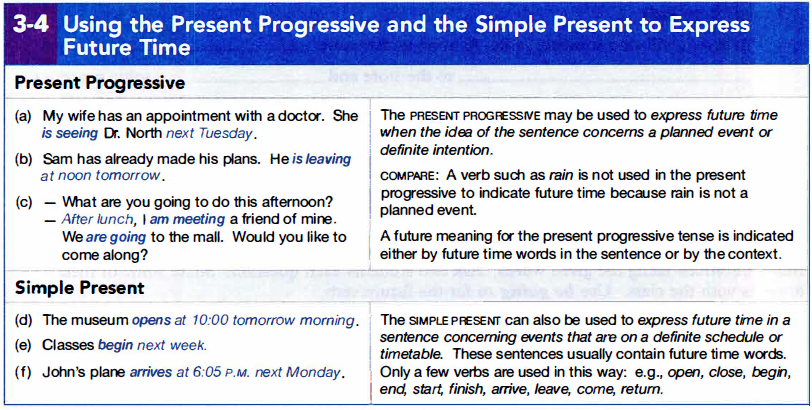 3-4 Using the Present Progressive and the Simple Present to Express
Future Time
Present Progressive
(a) My wife has an appointment with a doctor. She
is seeing Dr. North next Tuesday.
(b) Sam has already made his plans. He is leaving
at noon tomorrow.
(c) — What are you going to do this afternoon?
— After lunch, I am meeting a friend of mine.
We are going to the mall. Would you like to
come along?
The PRESENT PROGRESSIVE may be used to express future time
when the idea of the sentence concerns a planned event or
definite intention.
COMPARE: A verb such as rain is not used in the present
progressive to indicate future time because rain is not a
planned event.
A future meaning for the present progressive tense is indicated
either by future time words in the sentence or by the context.
Simple Present
(d) The museum opens at 10:00 tomorrow morning.
(e) Classes begin next week.
(f) John's plane arrives at 6:05 P.M. next Monday.
The SIMPLE PRESENT can also be used to express future time in a
sentence concerning events that are on a definite schedule or
timetable. These sentences usually contain future time words.
Only a few verbs are used in this way: e.g., open, close, begin,
end, start, finish, arrive, leave, come, return.